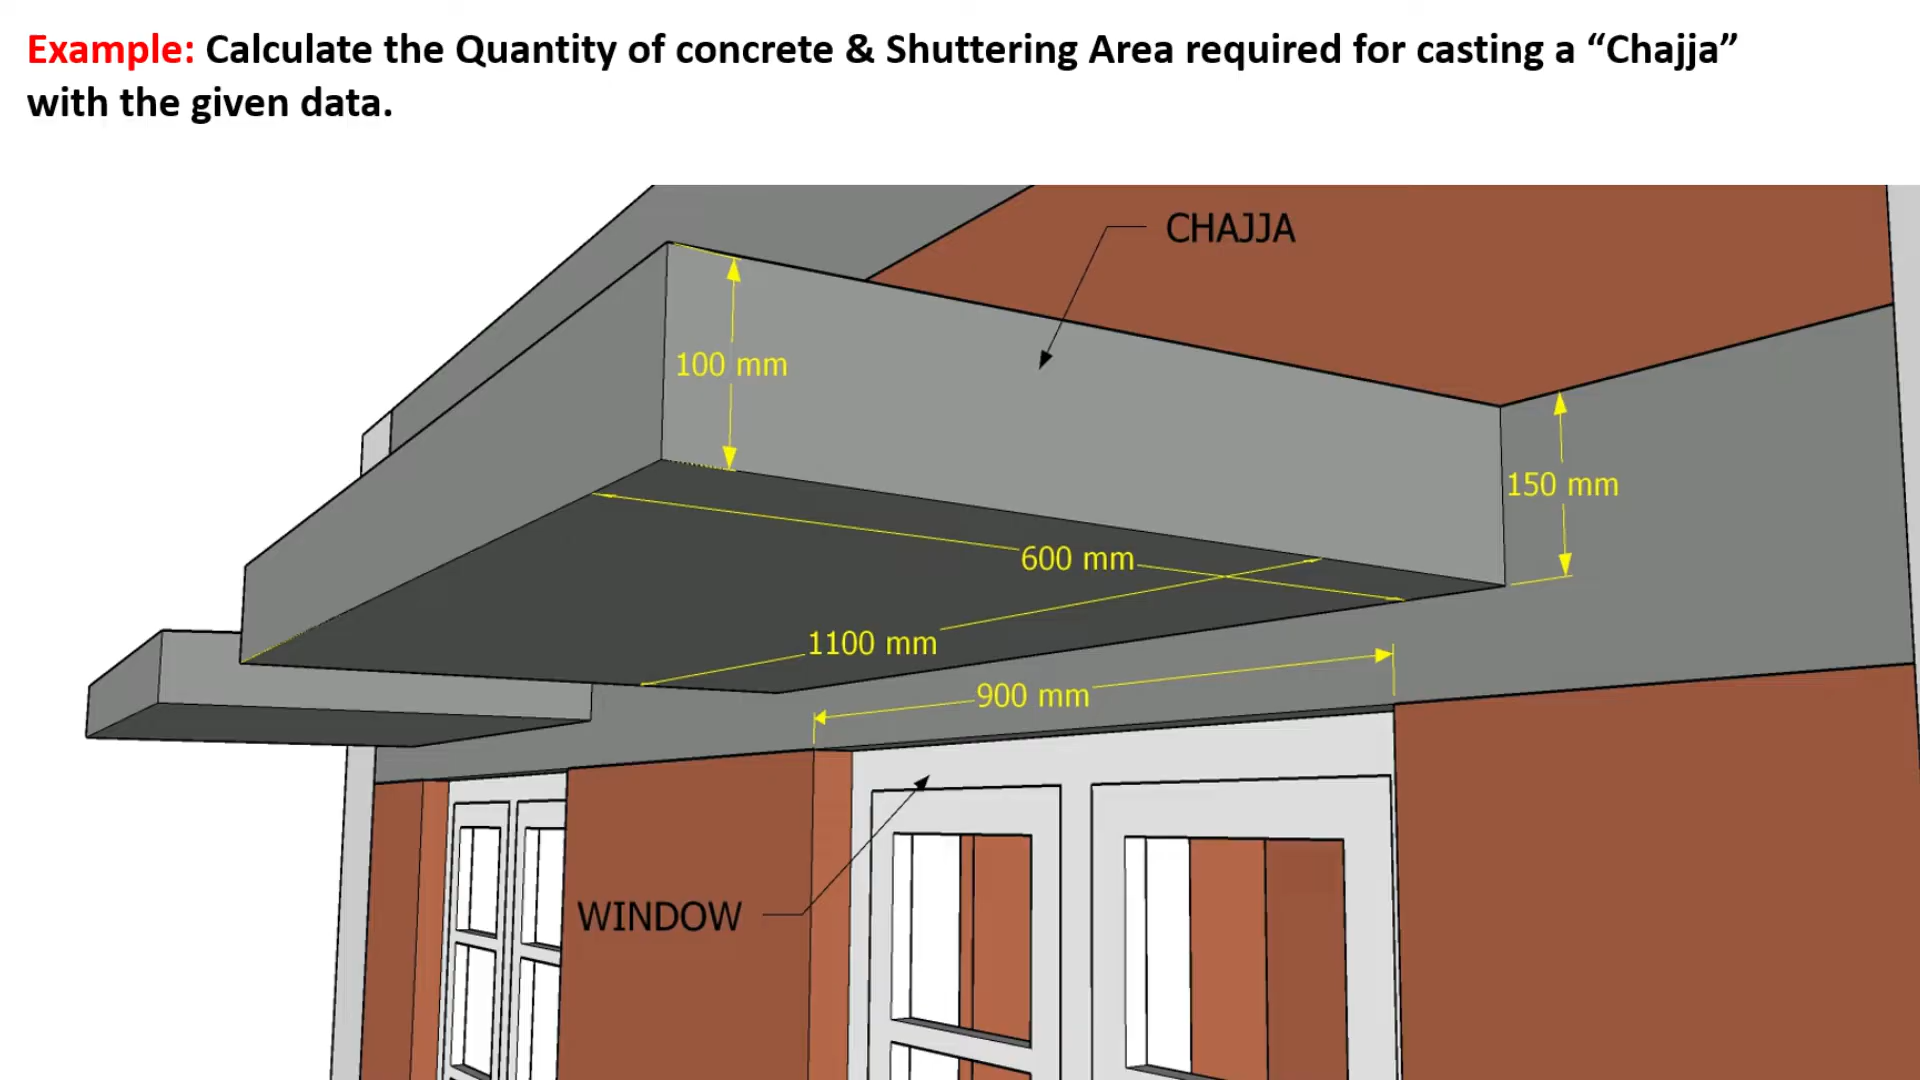 Example: Calculate the Quantity of concrete & Shuttering Area required for casting a “Chajja”
with the given data.
CHAJJA
100 mm
150 mm
600 mm
1100 mm
900 mm
WINDOW